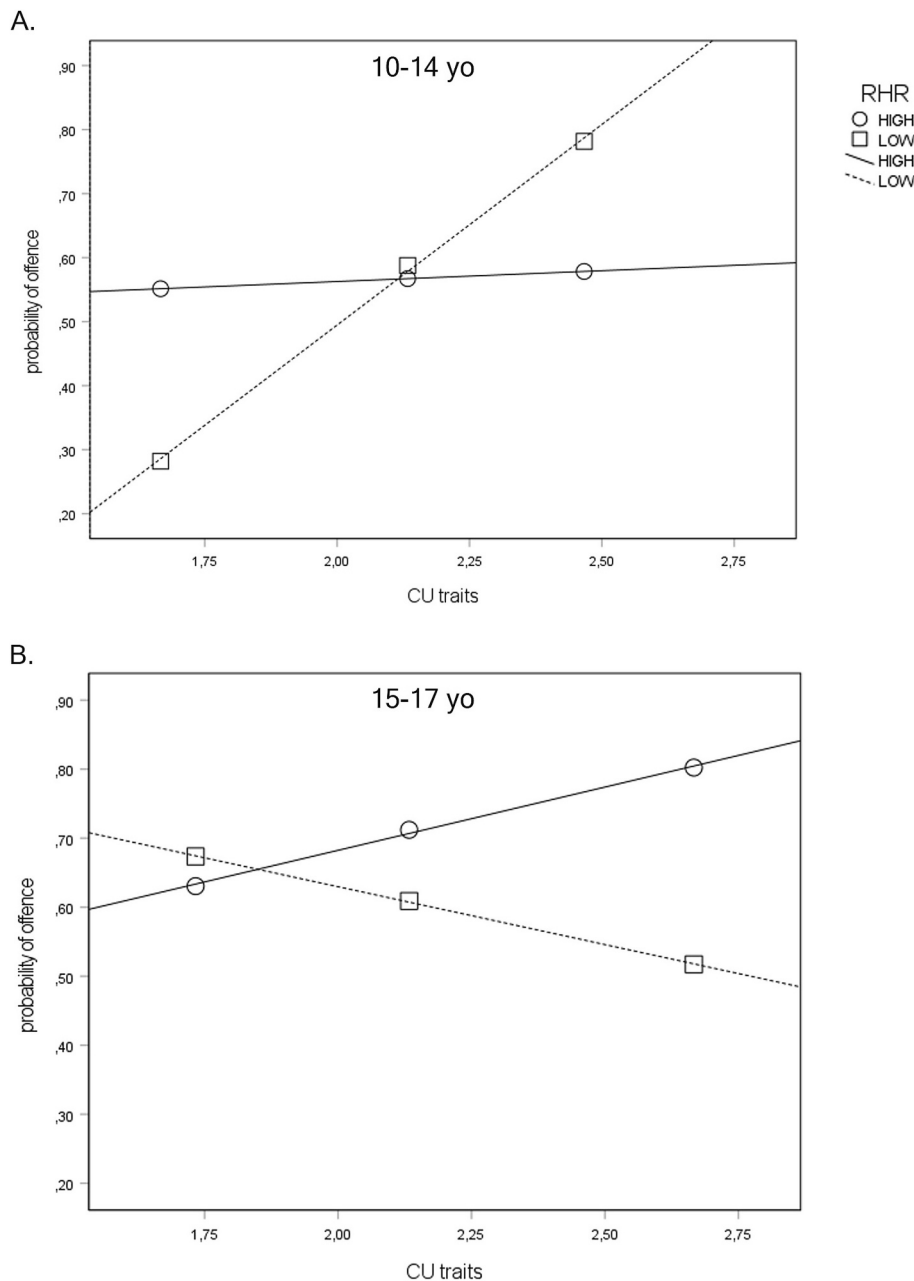 A.
10-14 yo
RHR
HIGH
LOW
HIGH
LOW
,90
,80
,70
,60
,50
,40
,30
,20
probability of offence
1,75
2,00
2,25
2,50
2,75
CU traits
B.
15-17 yo
,90
,80
,70
,60
,50
,40
,30
,20
probability of offence
1,75
2,00
2,25
2,50
2,75
CU traits